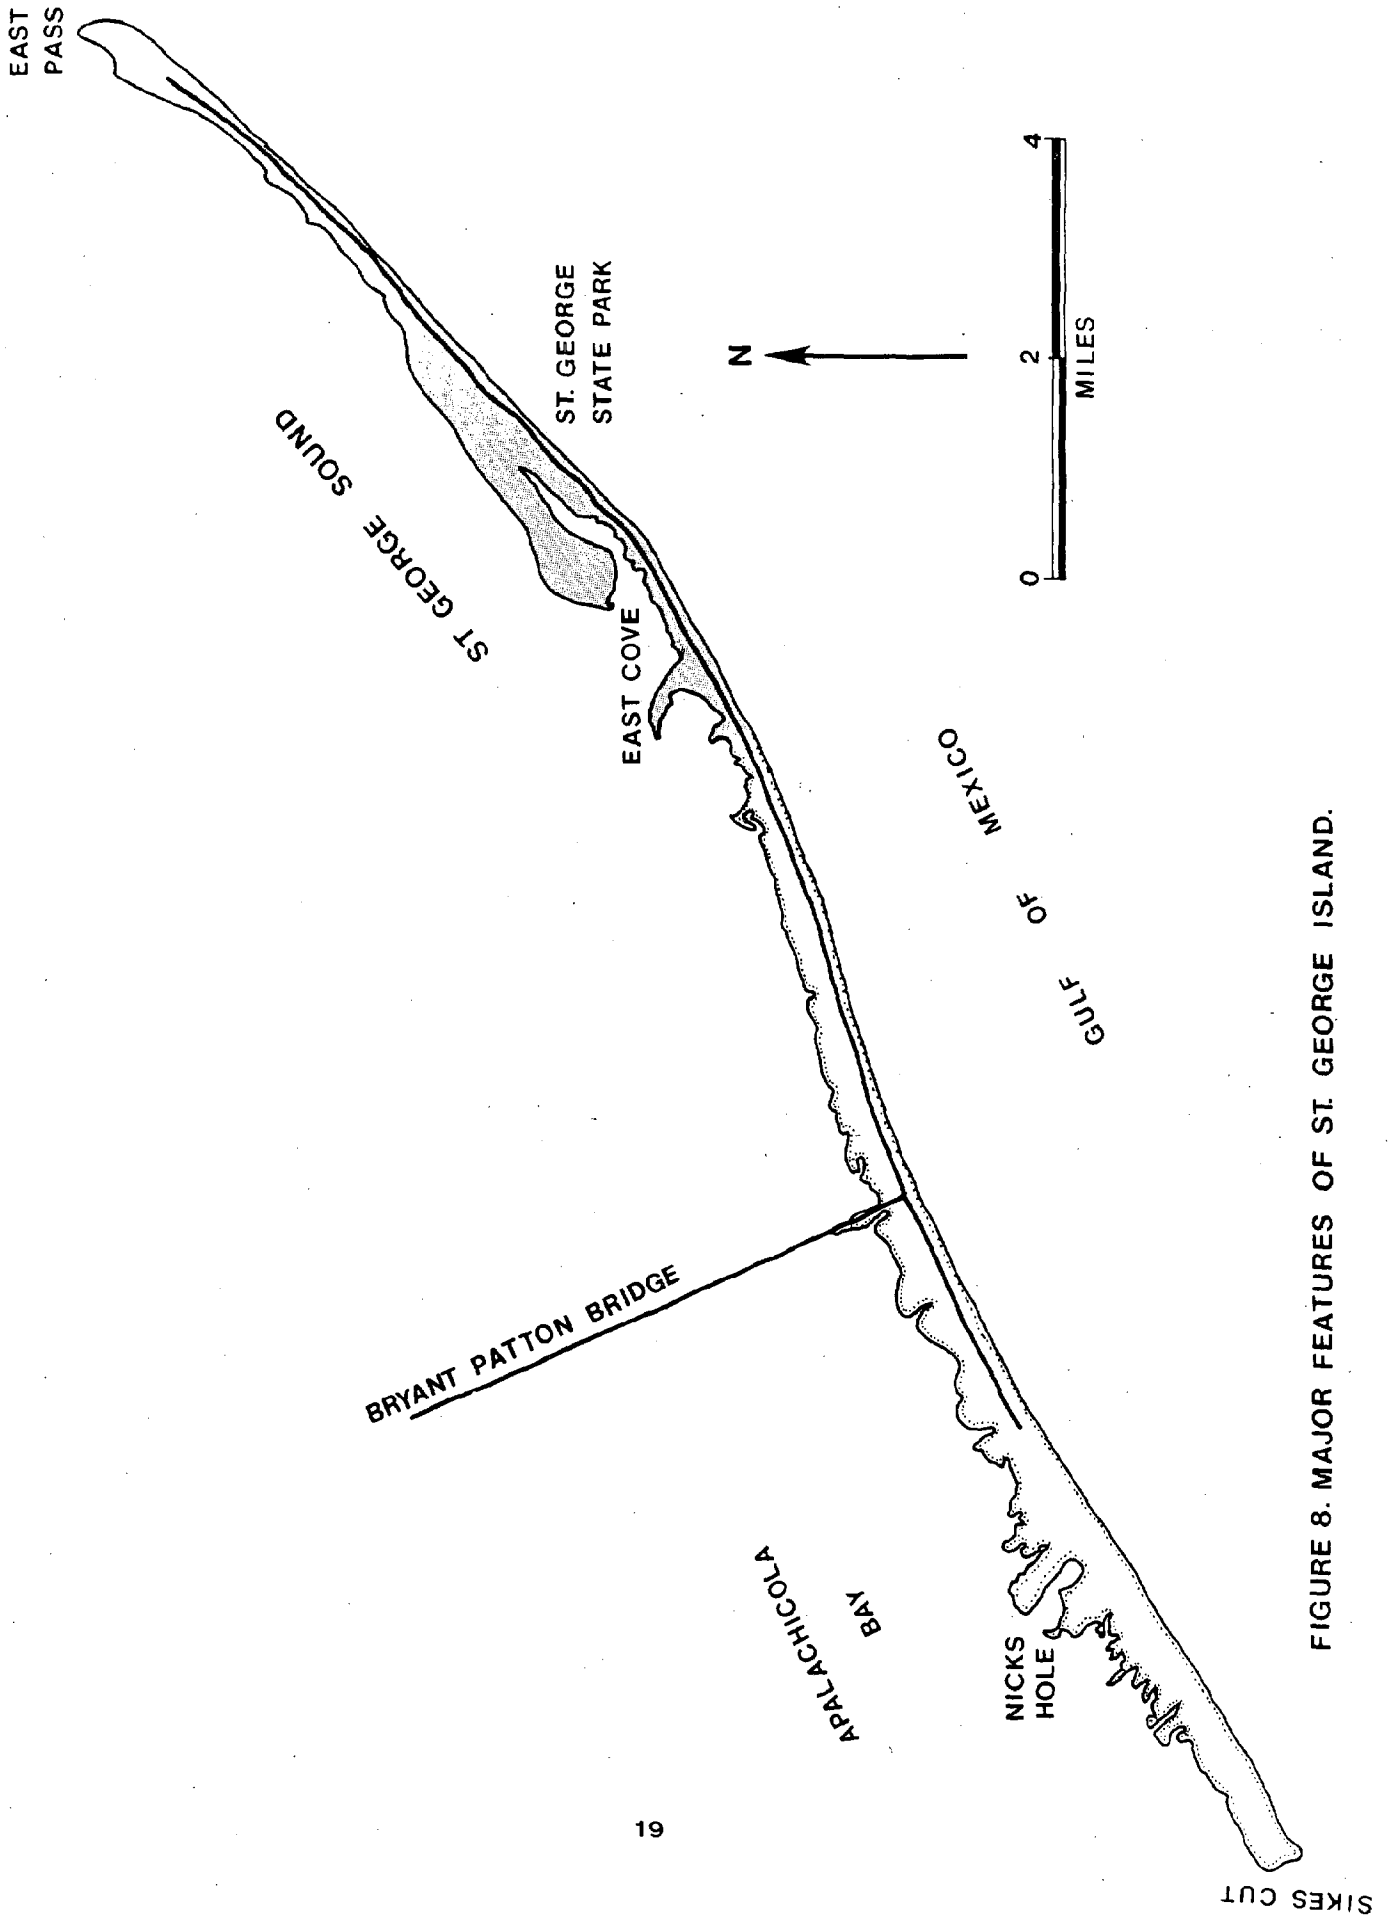 EAST
PASS
ST GEORGE SOUND
ST. GEORGE
STATE PARK
EAST COVE
N
0 2 4
MILES
GULF OF MEXICO
BRYANT PATTON BRIDGE
APALACHICOLA
BAY
NICKS
HOLE
SIKES CUT
FIGURE 8. MAJOR FEATURES OF ST. GEORGE ISLAND.
19